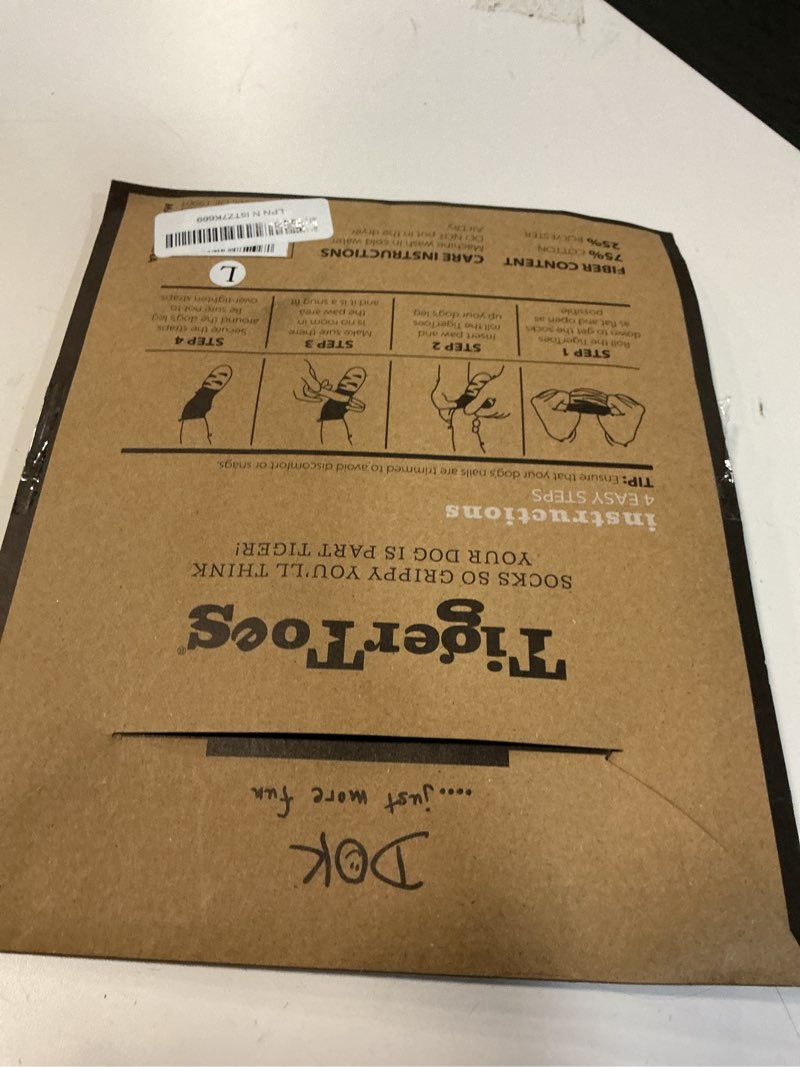 DOK
....just more fun
TigerToes®
SOCKS SO GRIPPY YOU'LL THINK
YOUR DOG IS PART TIGER!
instructions
4 EASY STEPS
TIP: Ensure that your dog's nails are trimmed to avoid discomfort or snags.
STEP 1
Roll the TigerToes
down to get the socks
as flat and open as
possible
STEP 2
Insert paw and
roll the TigerToes
up your dog's leg
STEP 3
Make sure there
is no room in
the paw area
and it is a snug fit
STEP 4
Secure the straps
around the dog's leg
Be sure not to
over-tighten straps
FIBER CONTENT
75% COTTON
25% POLYESTER
CARE INSTRUCTIONS
Machine wash in cold water
DO NOT put in the dryer
Air Dry
L